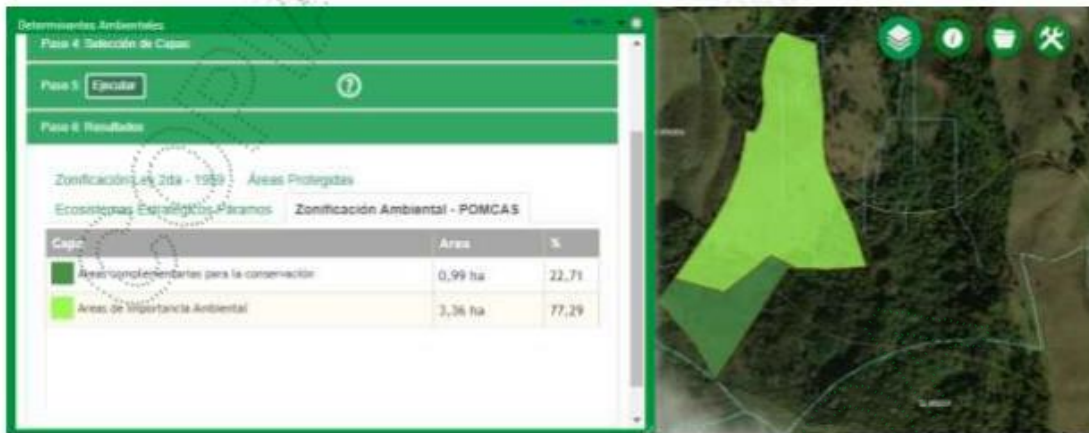 Determinantes Ambientales
Paso 4: Selección de Capas
Paso 5: Ejecutar ?
Paso 6: Resultados
Zonificación Ley 2da - 1959 Áreas Protegidas
Ecosistemas Estratégicos-Páramos Zonificación Ambiental - POMCAS
Capa Area %
Áreas complementarias para la conservación 0,99 ha 22,71
Áreas de Importancia Ambiental 3,36 ha 77,29